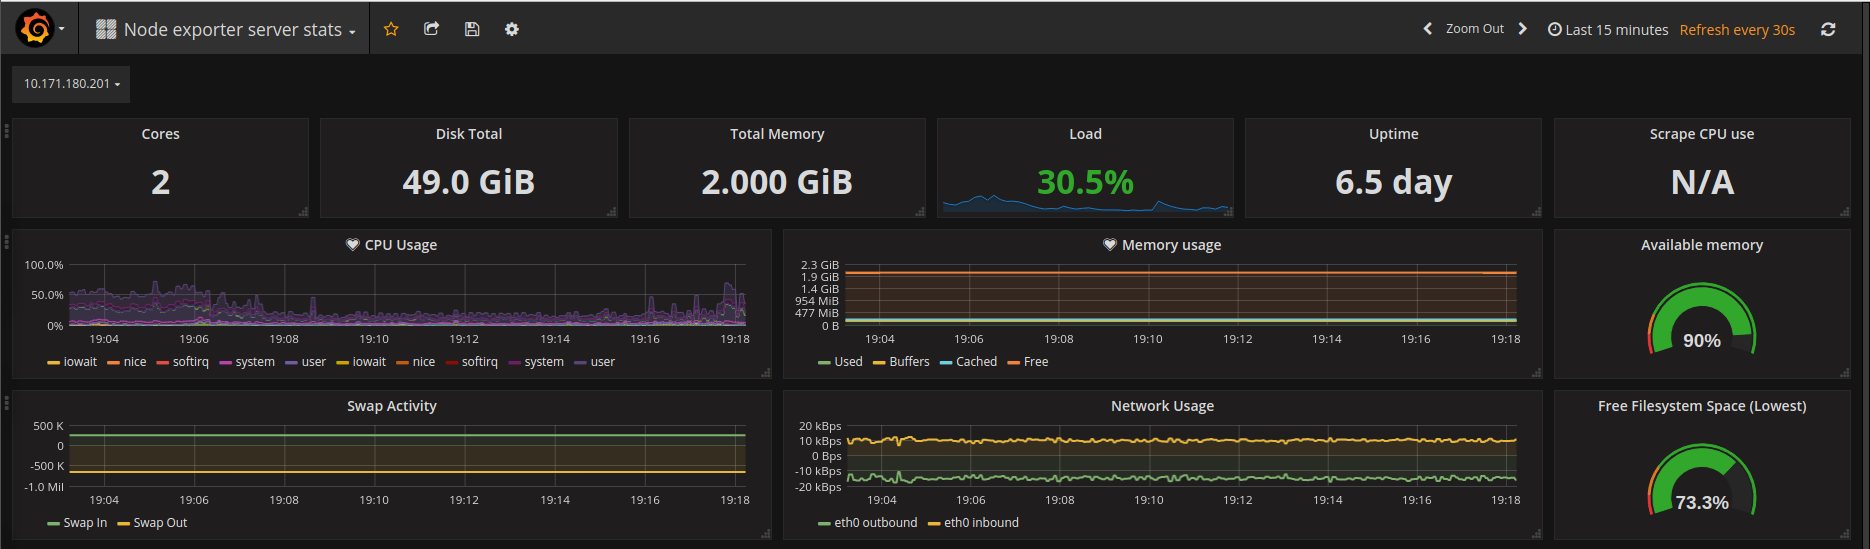 Node exporter server stats
Zoom Out
Last 15 minutes Refresh every 30s
10.171.180.201
Cores
2
Disk Total
49.0 GiB
Total Memory
2.000 GiB
Load
30.5%
Uptime
6.5 day
Scrape CPU use
N/A
CPU Usage
100.0%
50.0%
0%
19:04 19:06 19:08 19:10 19:12 19:14 19:16 19:18
iowait nice softirq system user iowait nice softirq system user
Memory usage
2.3 GiB
1.9 GiB
1.4 GiB
954 MiB
477 MiB
0 B
19:04 19:06 19:08 19:10 19:12 19:14 19:16 19:18
Used Buffers Cached Free
Available memory
90%
Swap Activity
500 K
0
-500 K
-1.0 Mil
19:04 19:06 19:08 19:10 19:12 19:14 19:16 19:18
Swap In Swap Out
Network Usage
20 kBps
10 kBps
0 Bps
-10 kBps
-20 kBps
19:04 19:06 19:08 19:10 19:12 19:14 19:16 19:18
eth0 outbound eth0 inbound
Free Filesystem Space (Lowest)
73.3%